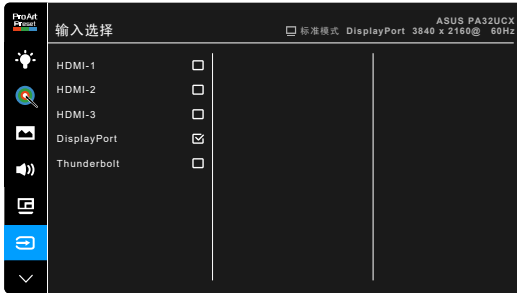 ProArt
Preset
输入选择
ASUS PA32UCX
标准模式 DisplayPort 3840 x 2160@ 60Hz
HDMI-1
HDMI-2
HDMI-3
DisplayPort
Thunderbolt